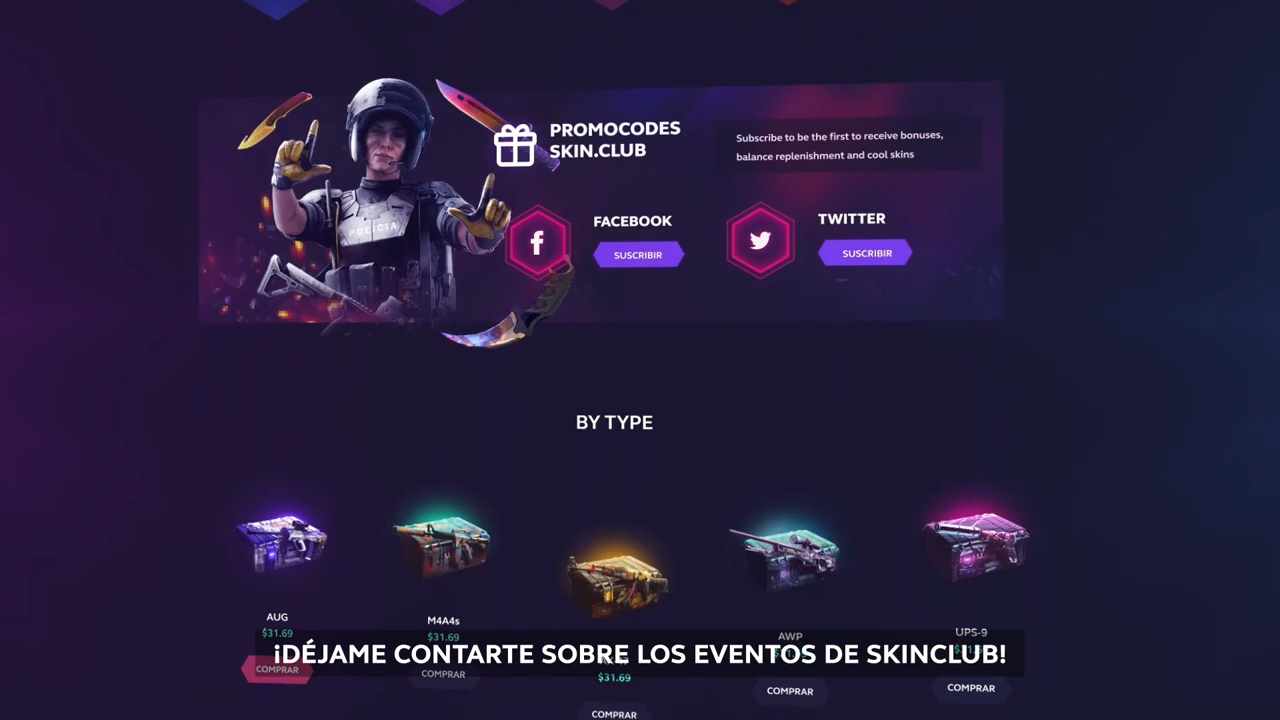 PROMOCODES
SKIN.CLUB
Subscribe to be the first to receive bonuses,
balance replenishment and cool skins
POLICIA
FACEBOOK
SUSCRIBIR
TWITTER
SUSCRIBIR
BY TYPE
AUG
$31.69
COMPRAR
M4A4s
$31.69
COMPRAR
$31.69
COMPRAR
AWP
COMPRAR
UPS-9
COMPRAR
¡DÉJAME CONTARTE SOBRE LOS EVENTOS DE SKINCLUB!